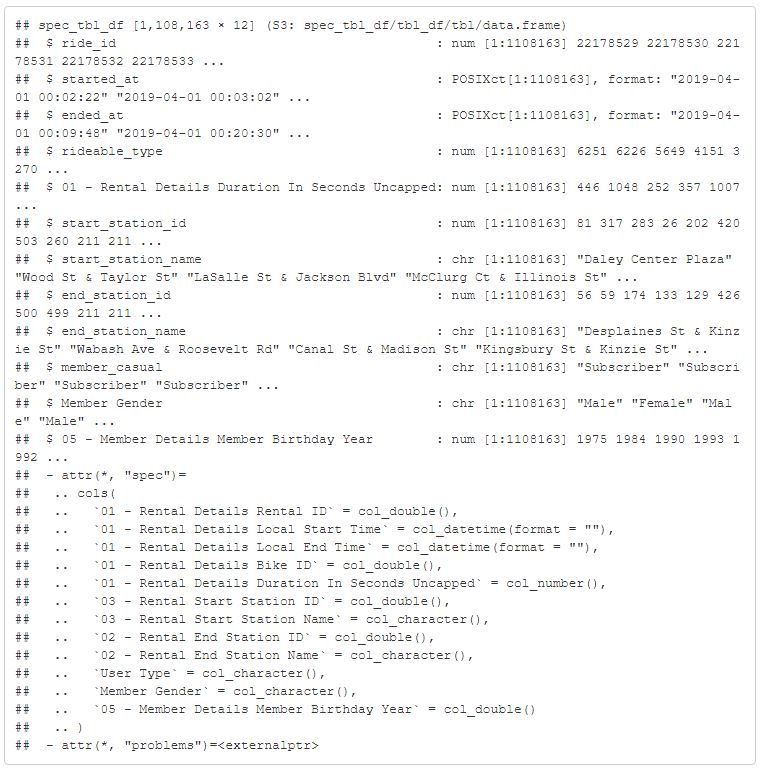 ## spec_tbl_df [1,108,163 × 12] (S3: spec_tbl_df/tbl_df/tbl/data.frame)
##  $ ride_id                                         : num [1:1108163] 22178529 22178530 221
78531 22178532 22178533 ...
##  $ started_at                                      : POSIXct[1:1108163], format: "2019-04-
01 00:02:22" "2019-04-01 00:03:02" ...
##  $ ended_at                                        : POSIXct[1:1108163], format: "2019-04-
01 00:09:48" "2019-04-01 00:20:30" ...
##  $ rideable_type                                   : num [1:1108163] 6251 6226 5649 4151 3
270 ...
##  $ 01 - Rental Details Duration In Seconds Uncapped: num [1:1108163] 446 1048 252 357 1007
...
##  $ start_station_id                                : num [1:1108163] 81 317 283 26 202 420
503 260 211 211 ...
##  $ start_station_name                              : chr [1:1108163] "Daley Center Plaza"
"Wood St & Taylor St" "LaSalle St & Jackson Blvd" "McClurg Ct & Illinois St" ...
##  $ end_station_id                                  : num [1:1108163] 56 59 174 133 129 426
500 499 211 211 ...
##  $ end_station_name                                : chr [1:1108163] "Desplaines St & Kinz
ie St" "Wabash Ave & Roosevelt Rd" "Canal St & Madison St" "Kingsbury St & Kinzie St" ...
##  $ member_casual                                   : chr [1:1108163] "Subscriber" "Subscri
ber" "Subscriber" "Subscriber" ...
##  $ Member Gender                                   : chr [1:1108163] "Male" "Female" "Mal
e" "Male" ...
##  $ 05 - Member Details Member Birthday Year        : num [1:1108163] 1975 1984 1990 1993 1
992 ...
##  - attr(*, "spec")=
##   .. cols(
##   ..   `01 - Rental Details Rental ID` = col_double(),
##   ..   `01 - Rental Details Local Start Time` = col_datetime(format = ""),
##   ..   `01 - Rental Details Local End Time` = col_datetime(format = ""),
##   ..   `01 - Rental Details Bike ID` = col_double(),
##   ..   `01 - Rental Details Duration In Seconds Uncapped` = col_number(),
##   ..   `03 - Rental Start Station ID` = col_double(),
##   ..   `03 - Rental Start Station Name` = col_character(),
##   ..   `02 - Rental End Station ID` = col_double(),
##   ..   `02 - Rental End Station Name` = col_character(),
##   ..   `User Type` = col_character(),
##   ..   `Member Gender` = col_character(),
##   ..   `05 - Member Details Member Birthday Year` = col_double()
##   .. )
##  - attr(*, "problems")=<externalptr>